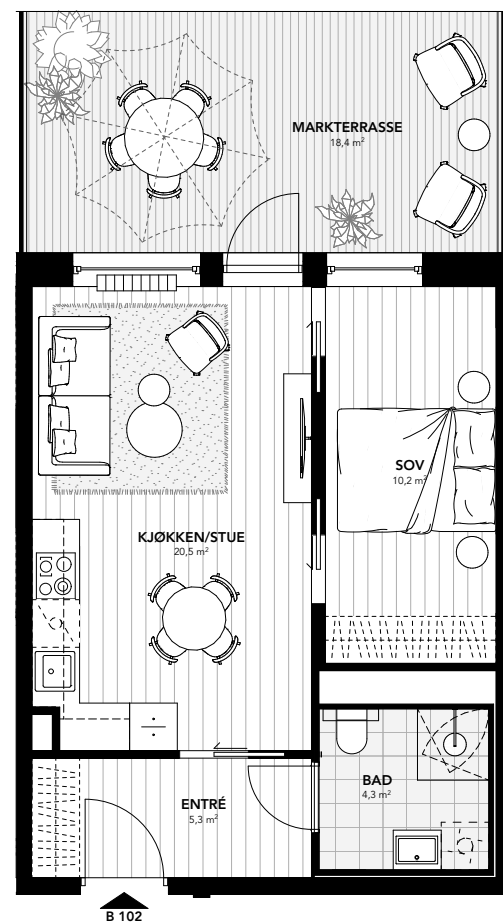 MARKTERRASSE
18,4 m²
SOV
10,2 m²
KJØKKEN/STUE
20,5 m²
BAD
4,3 m²
ENTRÉ
5,3 m²
B 102